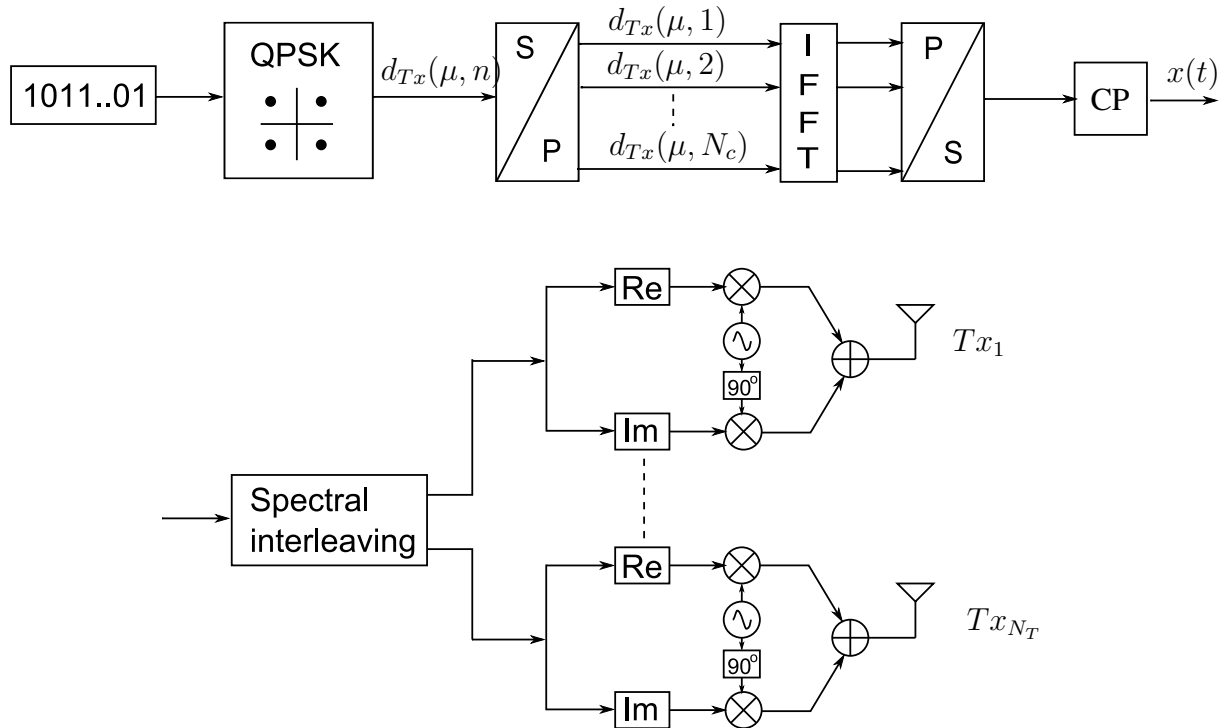 1011..01
QPSK
d_{Tx}(μ, n)
S
P
d_{Tx}(μ, 1)
d_{Tx}(μ, 2)
d_{Tx}(μ, N_c)
I
F
F
T
P
S
CP
x(t)
Spectral
interleaving
Re
90°
Im
Tx_1
Re
90°
Im
Tx_{N_T}